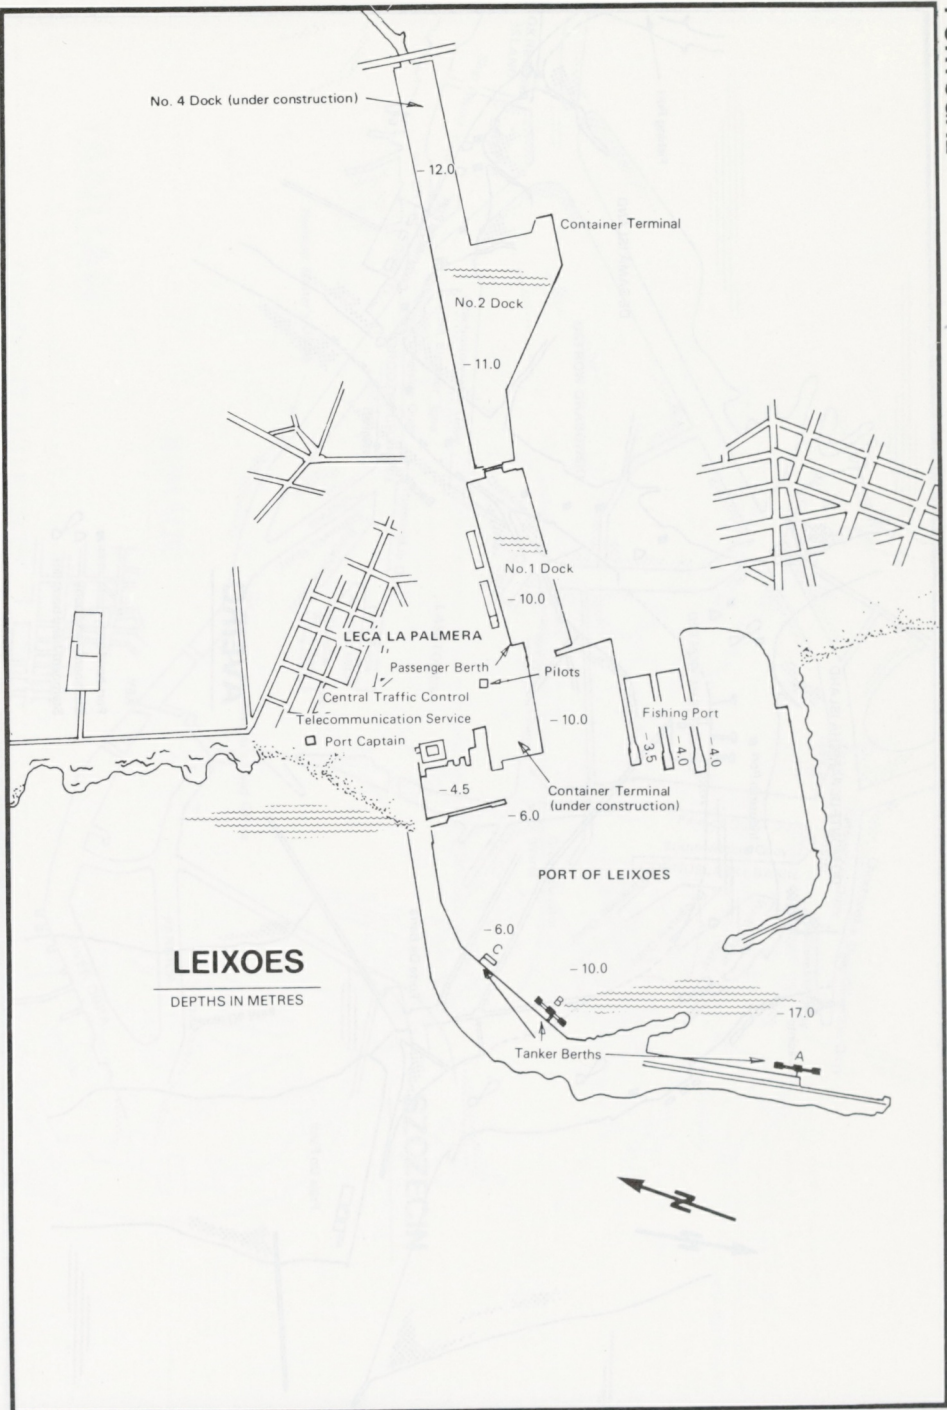 No. 4 Dock (under construction)
– 12.0
Container Terminal
No.2 Dock
– 11.0
No.1 Dock
– 10.0
LECA LA PALMERA
Passenger Berth
Pilots
Central Traffic Control
Telecommunication Service
Port Captain
– 10.0
Fishing Port
– 3.5
– 4.0
– 4.0
– 4.5
Container Terminal
(under construction)
– 6.0
PORT OF LEIXOES
– 6.0
C
– 10.0
B
– 17.0
LEIXOES
DEPTHS IN METRES
Tanker Berths
A
N